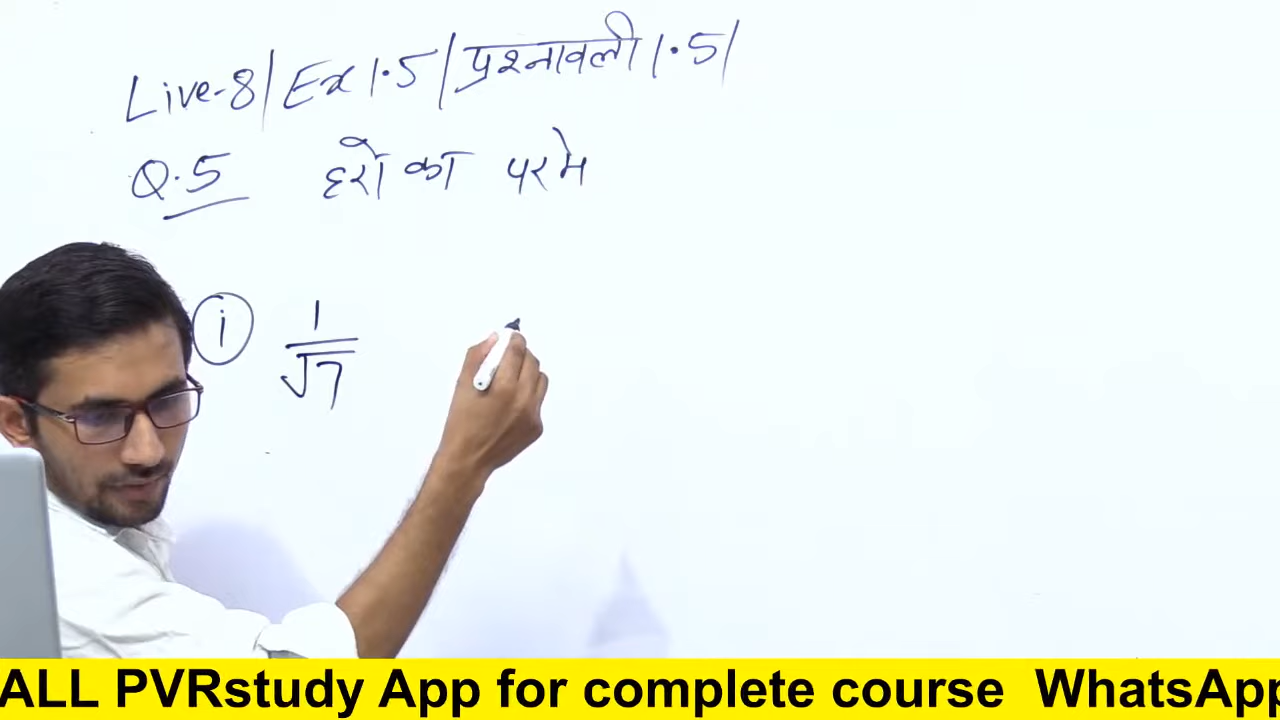 Live-8| Ex 1.5 | प्रश्नावली 1.5|
Q.5 हरों का परमे
i 1/√7
ALL PVRstudy App for complete course WhatsApp